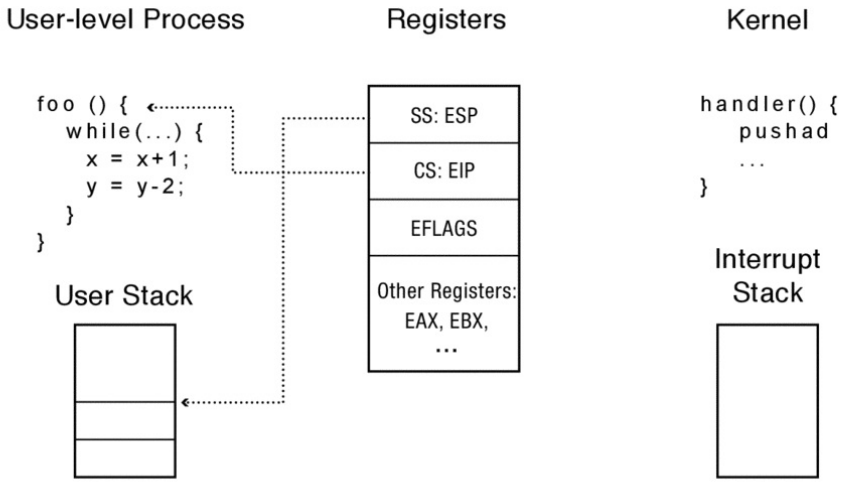 User-level Process
foo () {
while(...) {
x = x+1;
y = y-2;
}
}
User Stack
Registers
SS: ESP
CS: EIP
EFLAGS
Other Registers:
EAX, EBX,
...
Kernel
handler() {
pushad
...
}
Interrupt
Stack